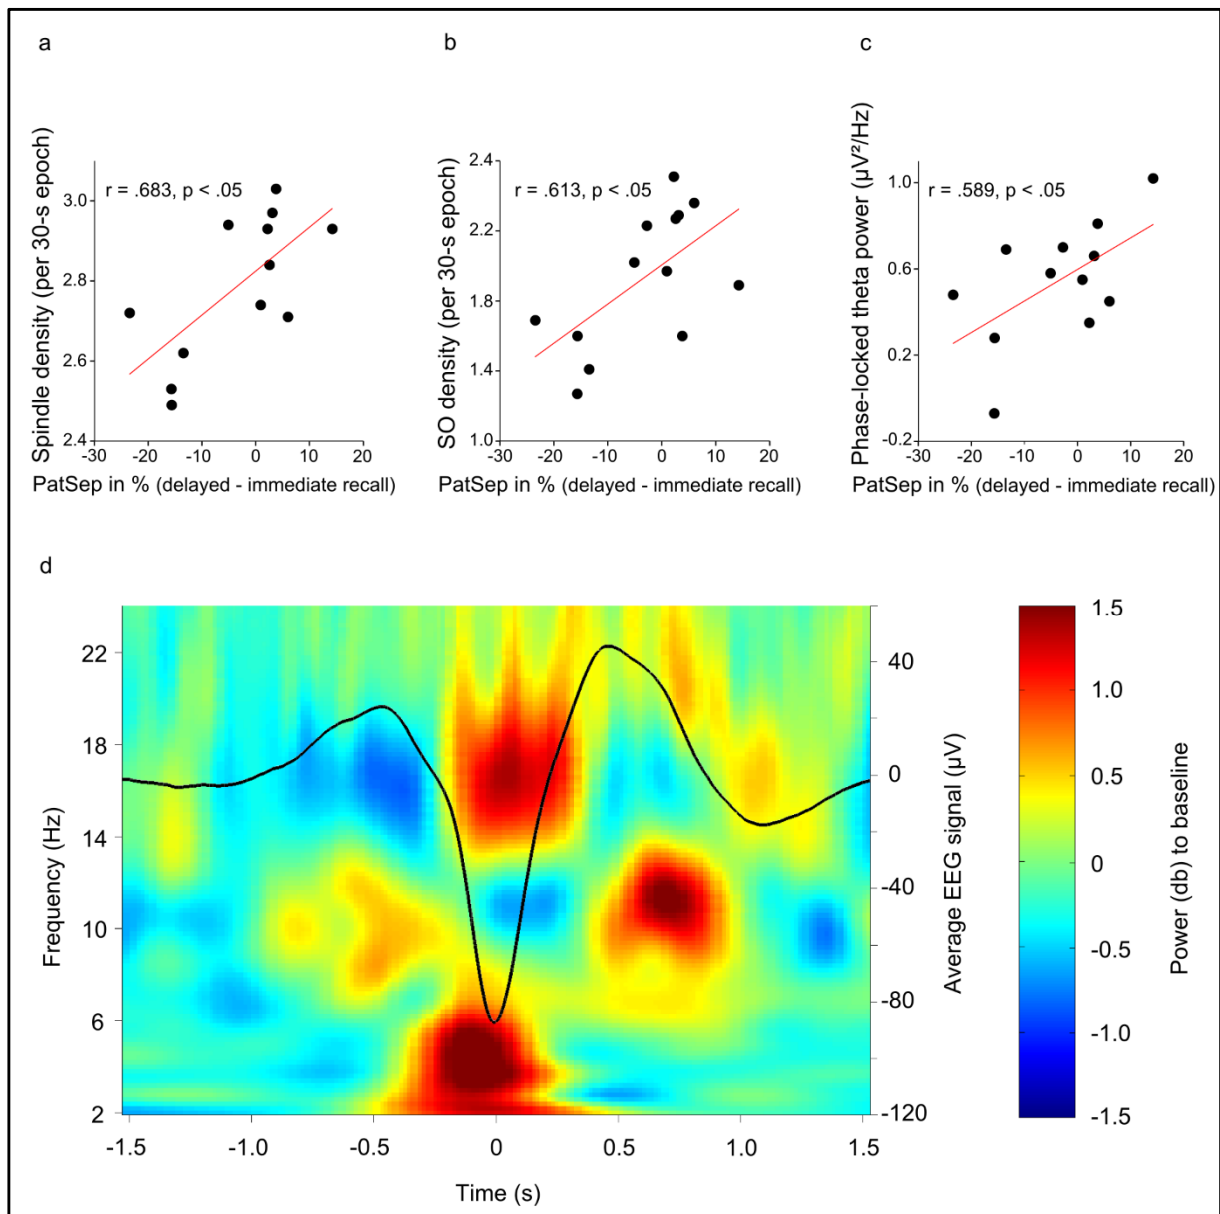 a
b
c
Spindle density (per 30-s epoch)
3.0
2.8
2.6
2.4
r = .683, p < .05
-30 -20 -10 0 10 20
PatSep in % (delayed - immediate recall)
SO density (per 30-s epoch)
2.4
2.2
1.8
1.4
1.0
r = .613, p < .05
-30 -20 -10 0 10 20
PatSep in % (delayed - immediate recall)
Phase-locked theta power (µV²/Hz)
1.0
0.6
0.2
-0.2
r = .589, p < .05
-30 -20 -10 0 10 20
PatSep in % (delayed - immediate recall)
d
Frequency (Hz)
22
18
14
10
6
2
-1.5 -1.0 -0.5 0 0.5 1.0 1.5
Time (s)
40
0
-40
-80
-120
Average EEG signal (µV)
1.5
1.0
0.5
0
-0.5
-1.0
-1.5
Power (db) to baseline